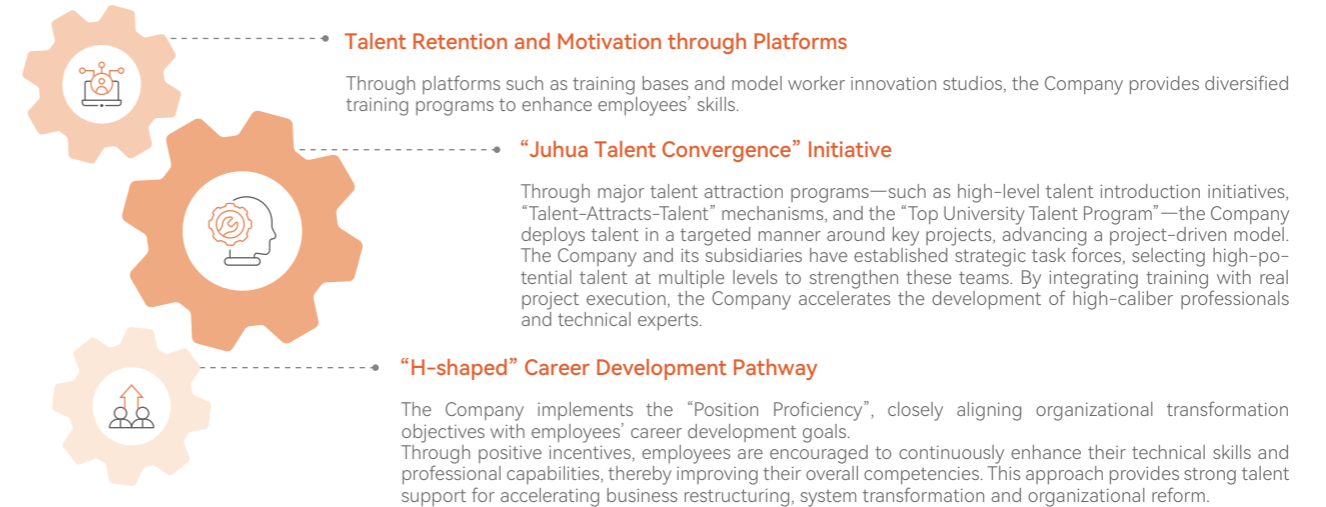 Talent Retention and Motivation through Platforms
Through platforms such as training bases and model worker innovation studios, the Company provides diversified
training programs to enhance employees’ skills.
“Juhua Talent Convergence” Initiative
Through major talent attraction programs—such as high-level talent introduction initiatives,
“Talent-Attracts-Talent” mechanisms, and the “Top University Talent Program”—the Company
deploys talent in a targeted manner around key projects, advancing a project-driven model.
The Company and its subsidiaries have established strategic task forces, selecting high-po-
tential talent at multiple levels to strengthen these teams. By integrating training with real
project execution, the Company accelerates the development of high-caliber professionals
and technical experts.
“H-shaped” Career Development Pathway
The Company implements the “Position Proficiency”, closely aligning organizational transformation
objectives with employees’ career development goals.
Through positive incentives, employees are encouraged to continuously enhance their technical skills and
professional capabilities, thereby improving their overall competencies. This approach provides strong talent
support for accelerating business restructuring, system transformation and organizational reform.